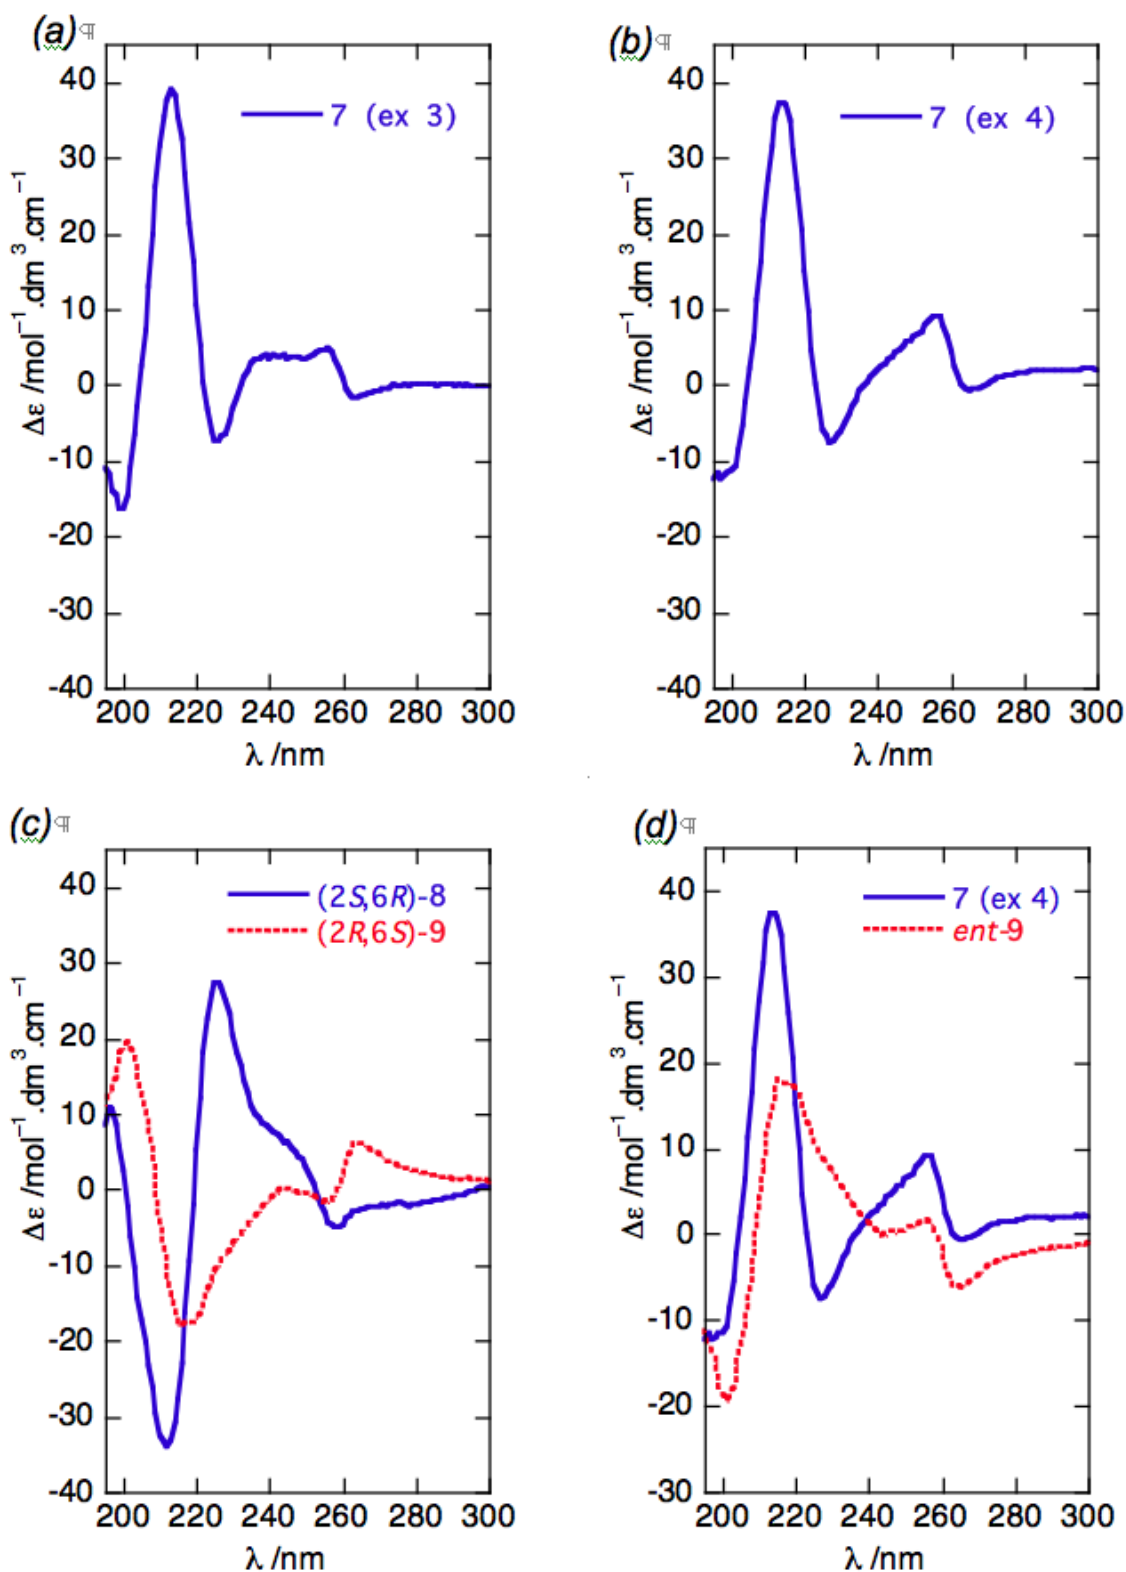 (a)¶
Δε /mol⁻¹.dm³.cm⁻¹
40
30
20
10
0
-10
-20
-30
-40
7 (ex 3)
200 220 240 260 280 300
λ /nm
(b)¶
Δε /mol⁻¹.dm³.cm⁻¹
40
30
20
10
0
-10
-20
-30
-40
7 (ex 4)
200 220 240 260 280 300
λ /nm
(c)¶
Δε /mol⁻¹.dm³.cm⁻¹
40
30
20
10
0
-10
-20
-30
-40
(2S,6R)-8
(2R,6S)-9
200 220 240 260 280 300
λ /nm
(d)¶
Δε /mol⁻¹.dm³.cm⁻¹
40
30
20
10
0
-10
-20
-30
7 (ex 4)
ent-9
200 220 240 260 280 300
λ /nm